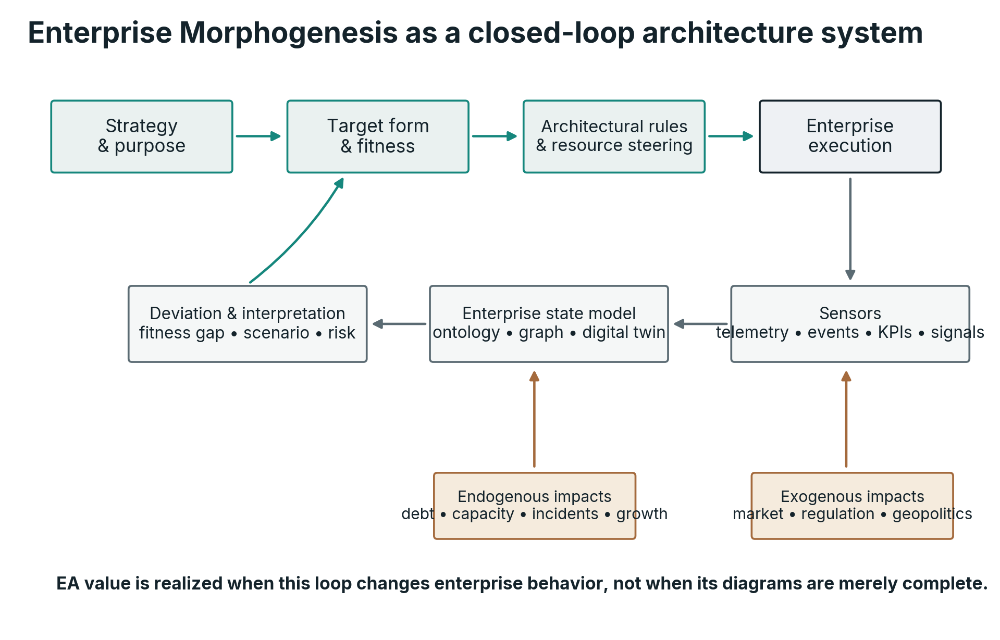 Enterprise Morphogenesis as a closed-loop architecture system
Strategy
& purpose
Target form
& fitness
Architectural rules
& resource steering
Enterprise
execution
Deviation & interpretation
fitness gap • scenario • risk
Enterprise state model
ontology • graph • digital twin
Sensors
telemetry • events • KPIs • signals
Endogenous impacts
debt • capacity • incidents • growth
Exogenous impacts
market • regulation • geopolitics
EA value is realized when this loop changes enterprise behavior, not when its diagrams are merely complete.